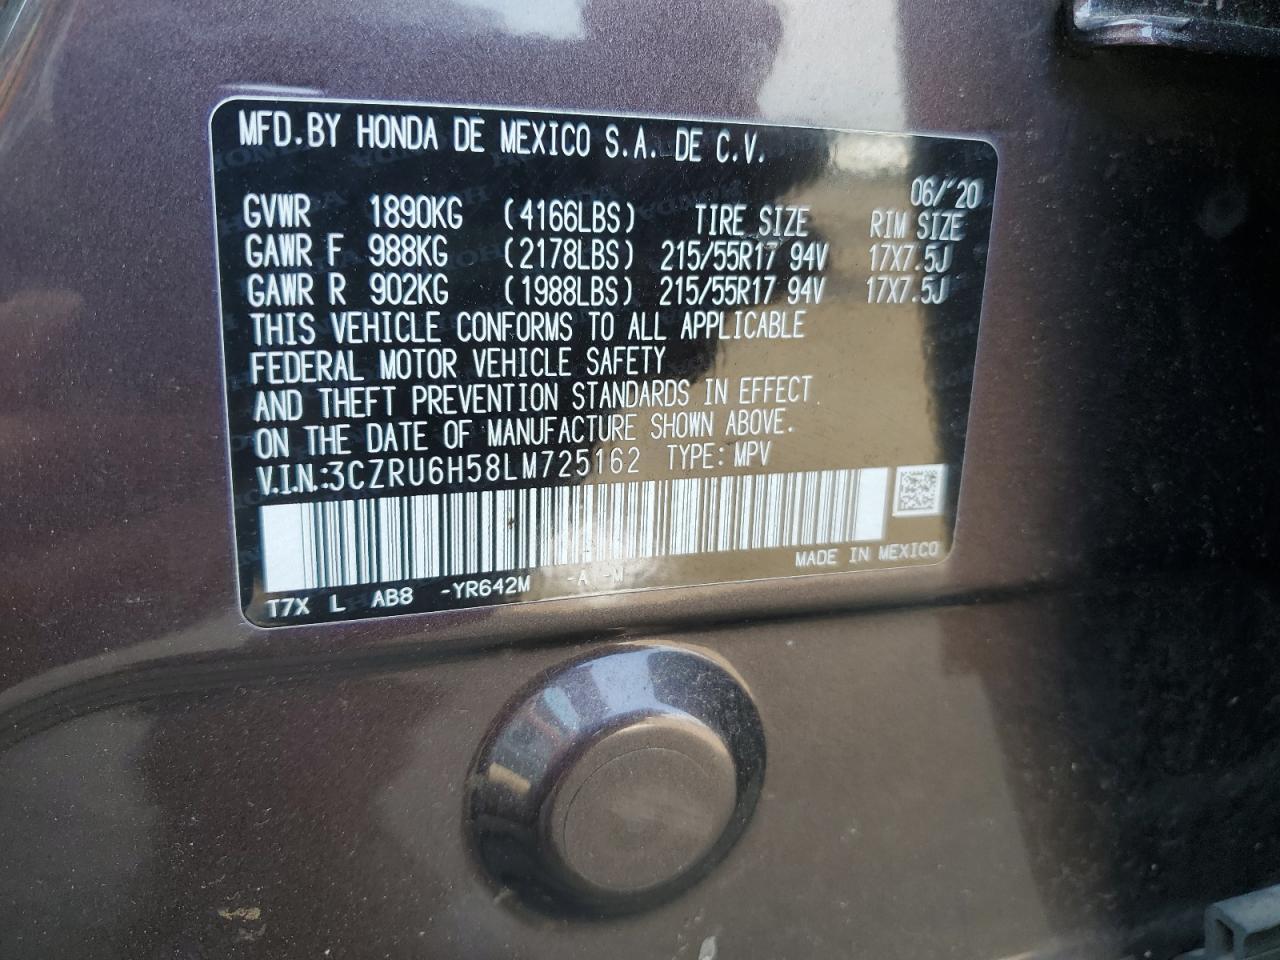 MFD.BY HONDA DE MEXICO S.A. DE C.V.
06/'20
GVWR 1890KG (4166LBS) TIRE SIZE RIM SIZE
GAWR F 988KG (2178LBS) 215/55R17 94V 17X7.5J
GAWR R 902KG (1988LBS) 215/55R17 94V 17X7.5J
THIS VEHICLE CONFORMS TO ALL APPLICABLE
FEDERAL MOTOR VEHICLE SAFETY
AND THEFT PREVENTION STANDARDS IN EFFECT
ON THE DATE OF MANUFACTURE SHOWN ABOVE.
V.I.N.:3CZRU6H58LM725162 TYPE: MPV
MADE IN MEXICO
T7X L AB8 -YR642M -A -M